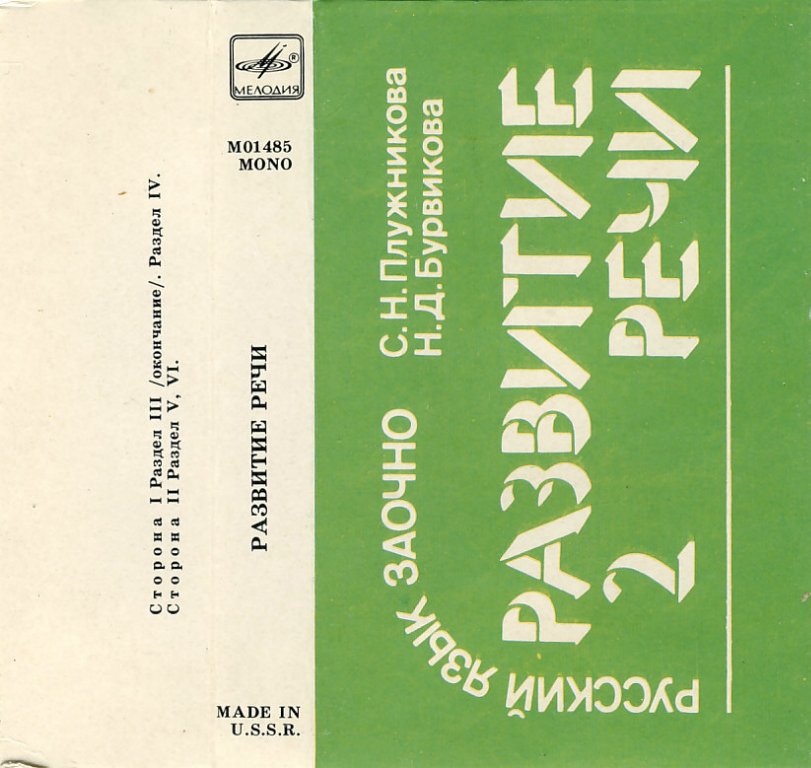 Сторона I Раздел III /окончание/. Раздел IV.
Сторона II Раздел V, VI.
МЕЛОДИЯ ®
М01485
MONO
РАЗВИТИЕ РЕЧИ
MADE IN
U.S.S.R.
РУССКИЙ ЯЗЫК ЗАОЧНО
С.Н.Плужникова
Н.Д.Бурвикова
РАЗВИТИЕ
РЕЧИ
2